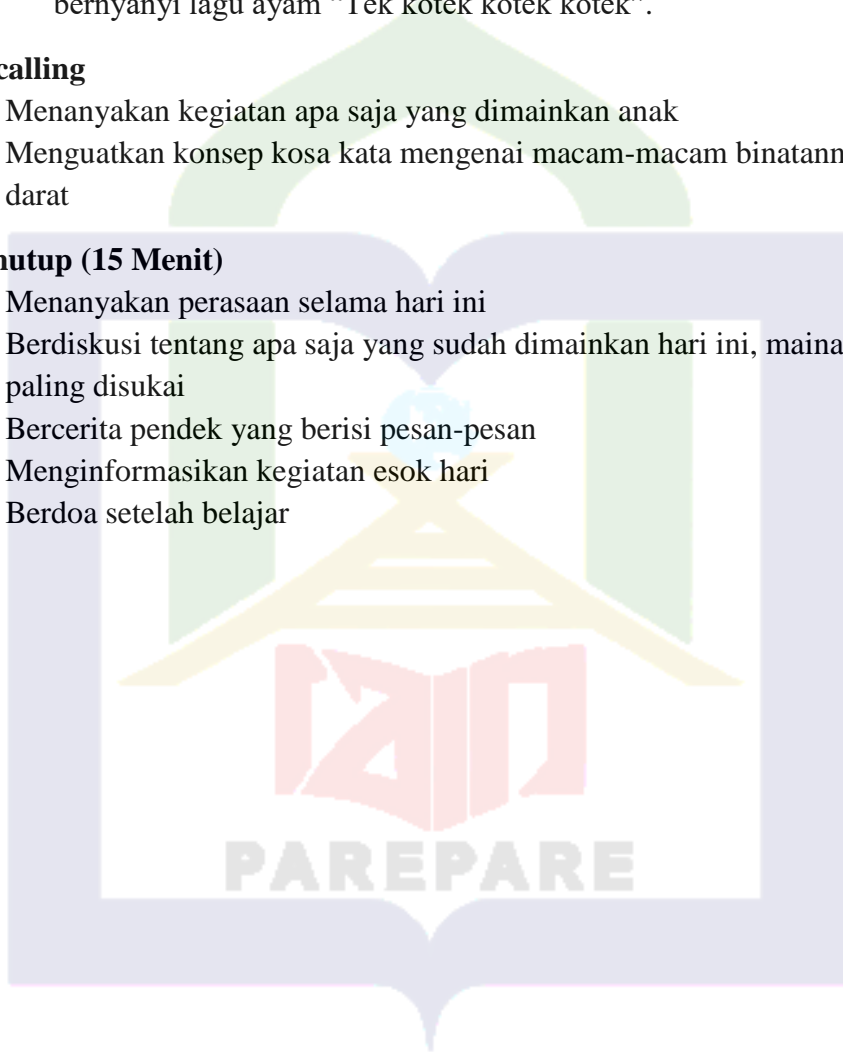 bernyanyi lagu ayam “Tek kotek kotek kotek”.
calling
Menanyakan kegiatan apa saja yang dimainkan anak
Menguatkan konsep kosa kata mengenai macam-macam binatann
darat
nutup (15 Menit)
Menanyakan perasaan selama hari ini
Berdiskusi tentang apa saja yang sudah dimainkan hari ini, maina
paling disukai
Bercerita pendek yang berisi pesan-pesan
Menginformasikan kegiatan esok hari
Berdoa setelah belajar
iain
PAREPARE